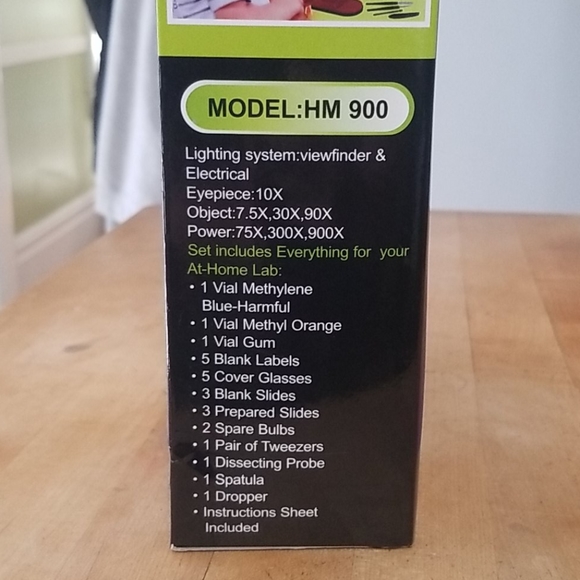 MODEL:HM 900
Lighting system:viewfinder &
Electrical
Eyepiece:10X
Object:7.5X,30X,90X
Power:75X,300X,900X
Set includes Everything for your
At-Home Lab:
• 1 Vial Methylene
Blue-Harmful
• 1 Vial Methyl Orange
• 1 Vial Gum
• 5 Blank Labels
• 5 Cover Glasses
• 3 Blank Slides
• 3 Prepared Slides
• 2 Spare Bulbs
• 1 Pair of Tweezers
• 1 Dissecting Probe
• 1 Spatula
• 1 Dropper
• Instructions Sheet
Included